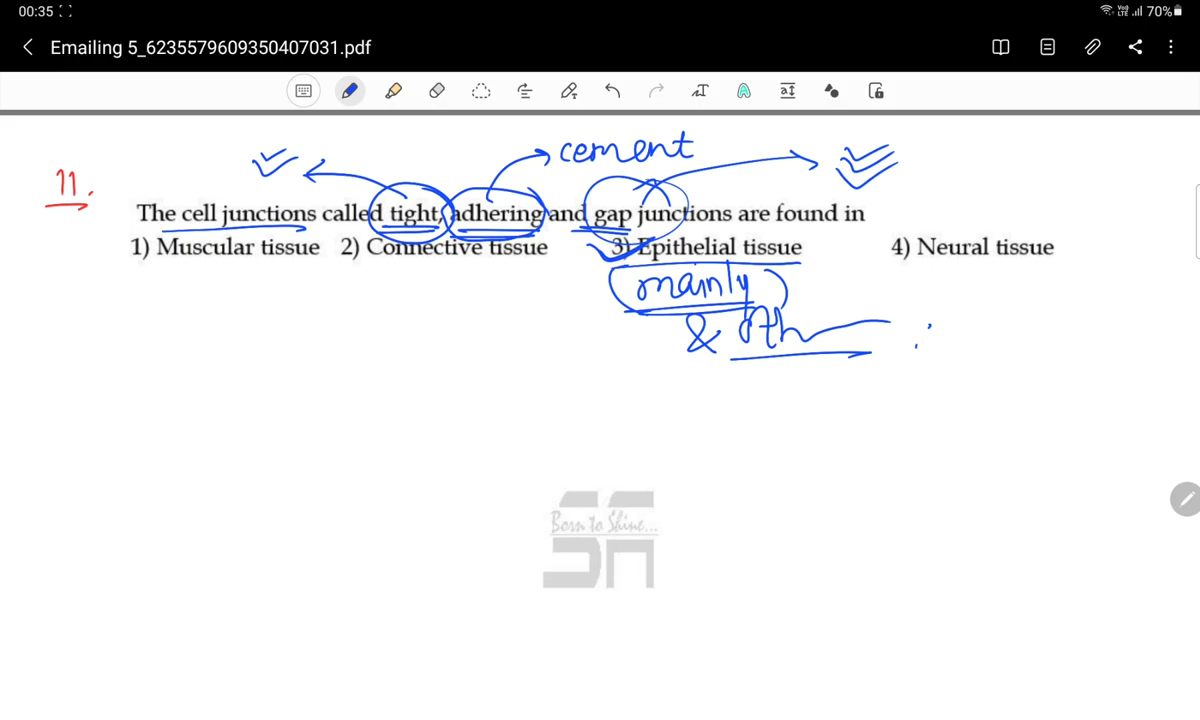 00:35
70%
Emailing 5_6235579609350407031.pdf
cement
11.
The cell junctions called tight, adhering and gap junctions are found in
1) Muscular tissue 2) Connective tissue 3) Epithelial tissue 4) Neural tissue
(mainly)
& oth
Born to Shine...